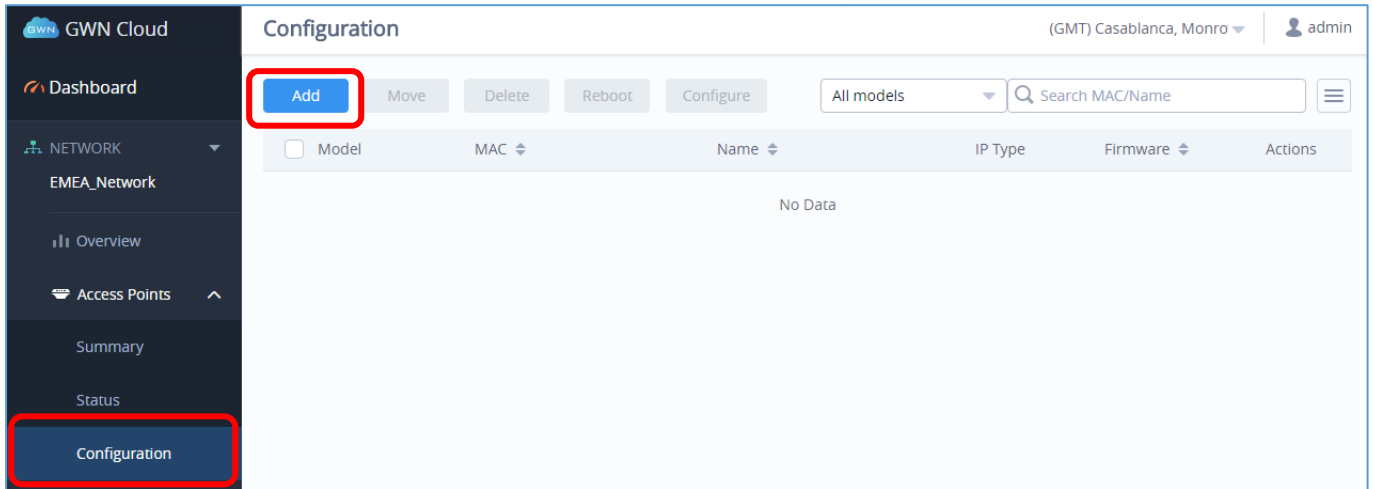 GWN GWN Cloud
Configuration
(GMT) Casablanca, Monro
admin
Dashboard
Add
Move
Delete
Reboot
Configure
All models
Search MAC/Name
NETWORK
EMEA_Network
Model
MAC
Name
IP Type
Firmware
Actions
No Data
Overview
Access Points
Summary
Status
Configuration